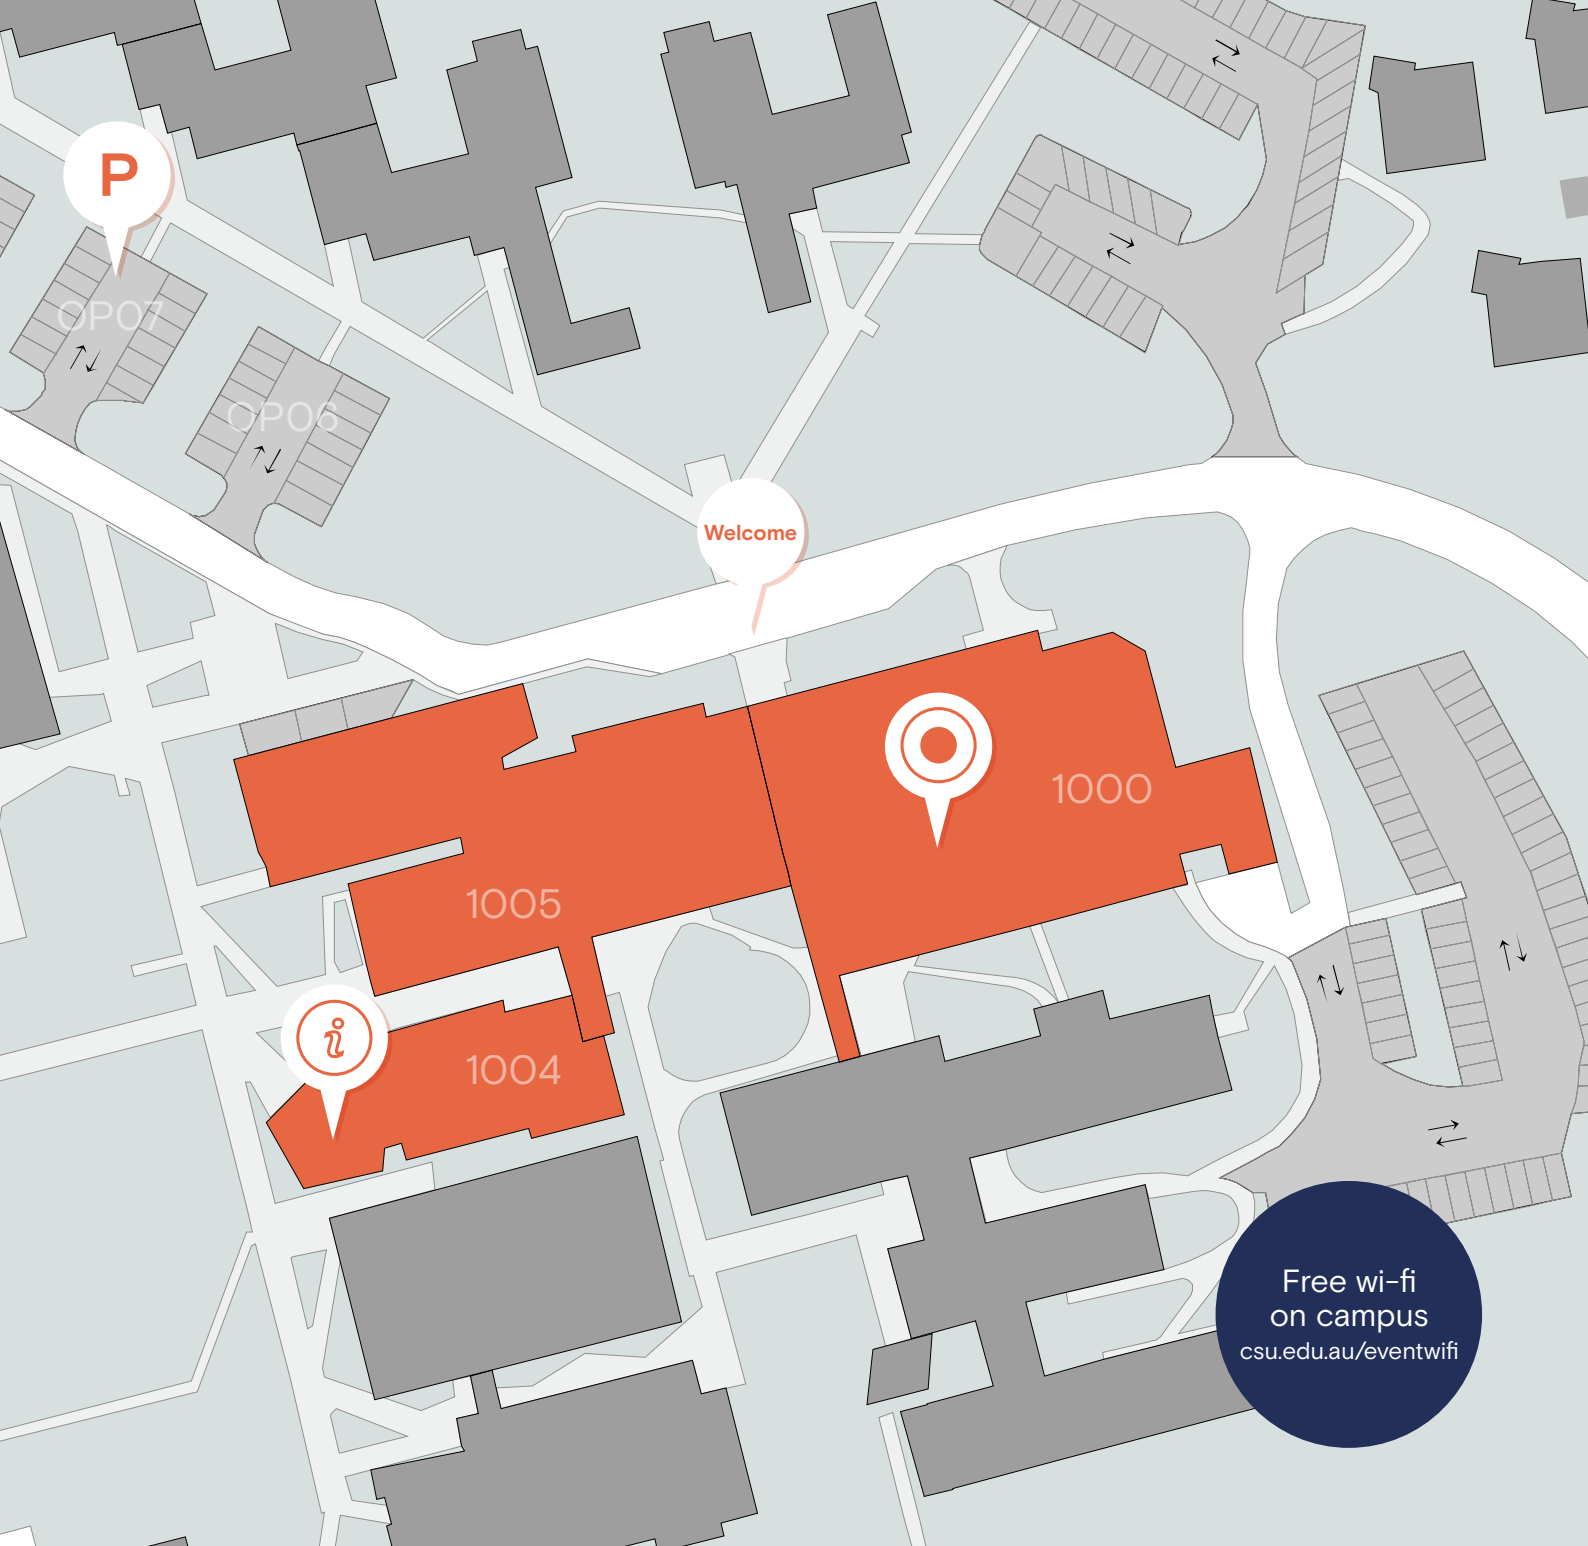 P
OP07
OP06
Welcome
1000
1005
i
1004
Free wi-fi
on campus
csu.edu.au/eventwifi